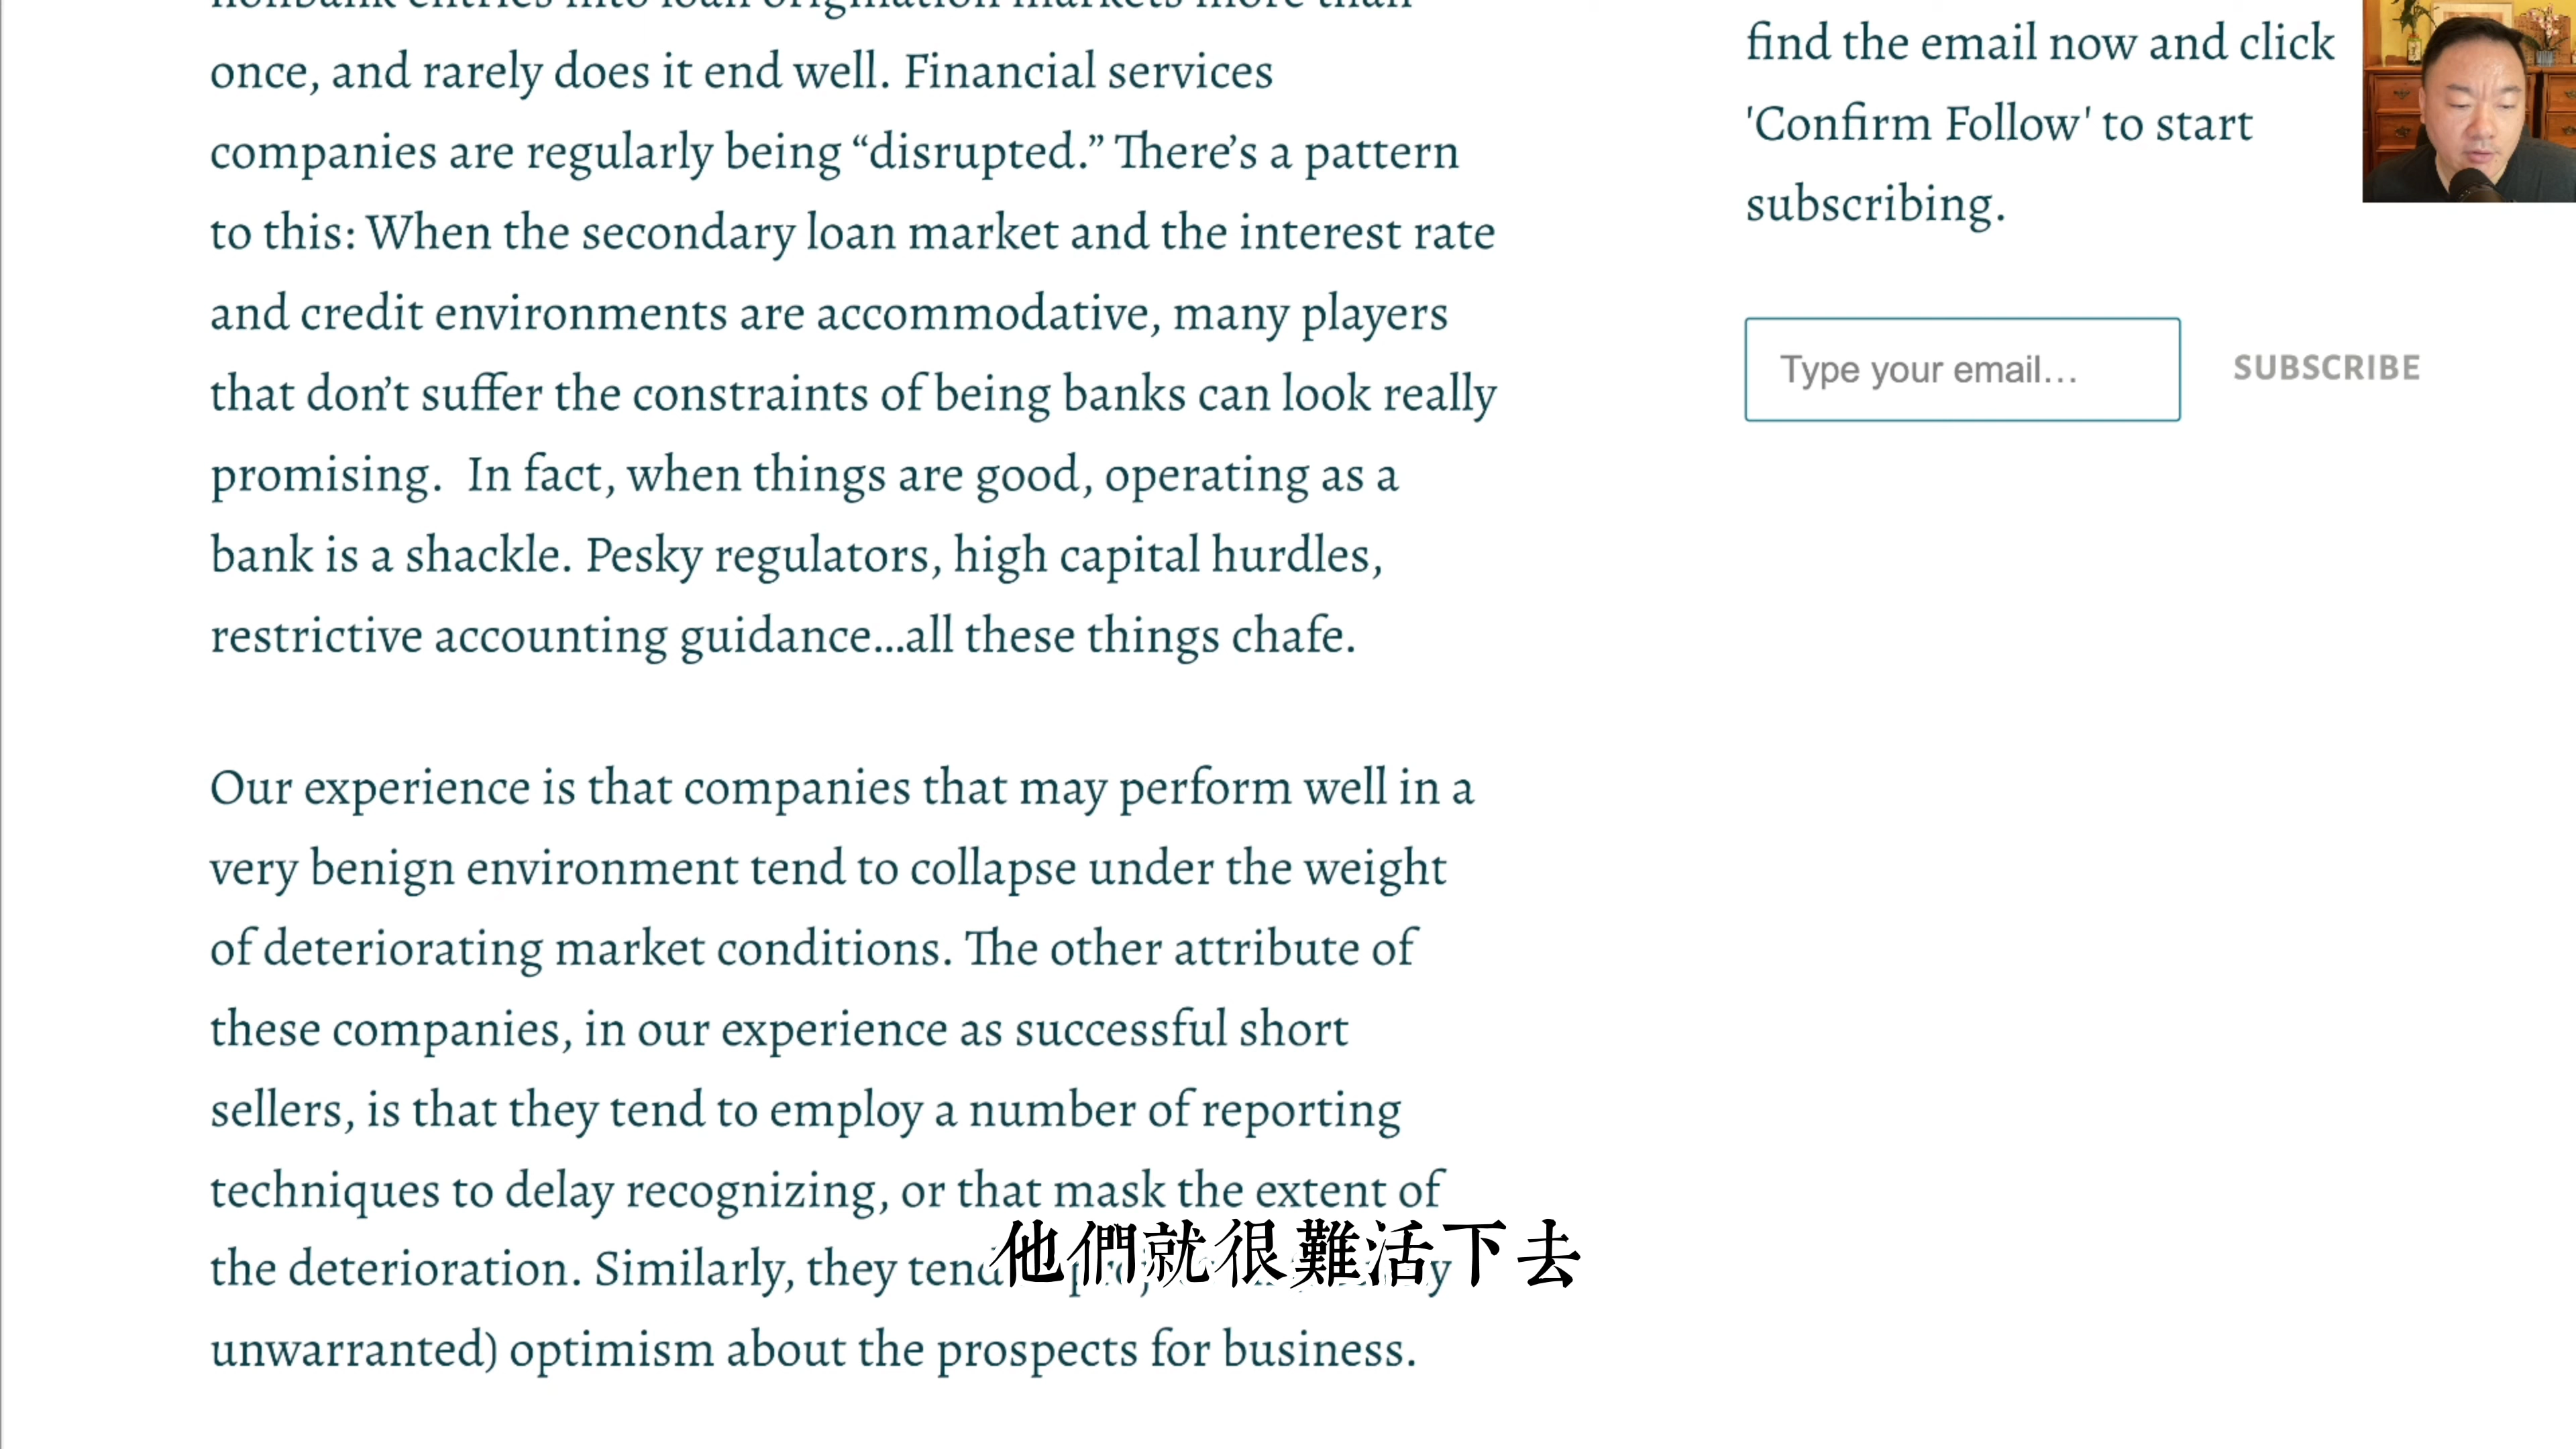 once, and rarely does it end well. Financial services
companies are regularly being “disrupted.” There’s a pattern
to this: When the secondary loan market and the interest rate
and credit environments are accommodative, many players
that don’t suffer the constraints of being banks can look really
promising.  In fact, when things are good, operating as a
bank is a shackle. Pesky regulators, high capital hurdles,
restrictive accounting guidance…all these things chafe.
Our experience is that companies that may perform well in a
very benign environment tend to collapse under the weight
of deteriorating market conditions. The other attribute of
these companies, in our experience as successful short
sellers, is that they tend to employ a number of reporting
techniques to delay recognizing, or that mask the extent of
the deterioration. Similarly, they tend
unwarranted) optimism about the prospects for business.
find the email now and click
'Confirm Follow' to start
subscribing.
Type your email…
SUBSCRIBE
他們就很難活下去